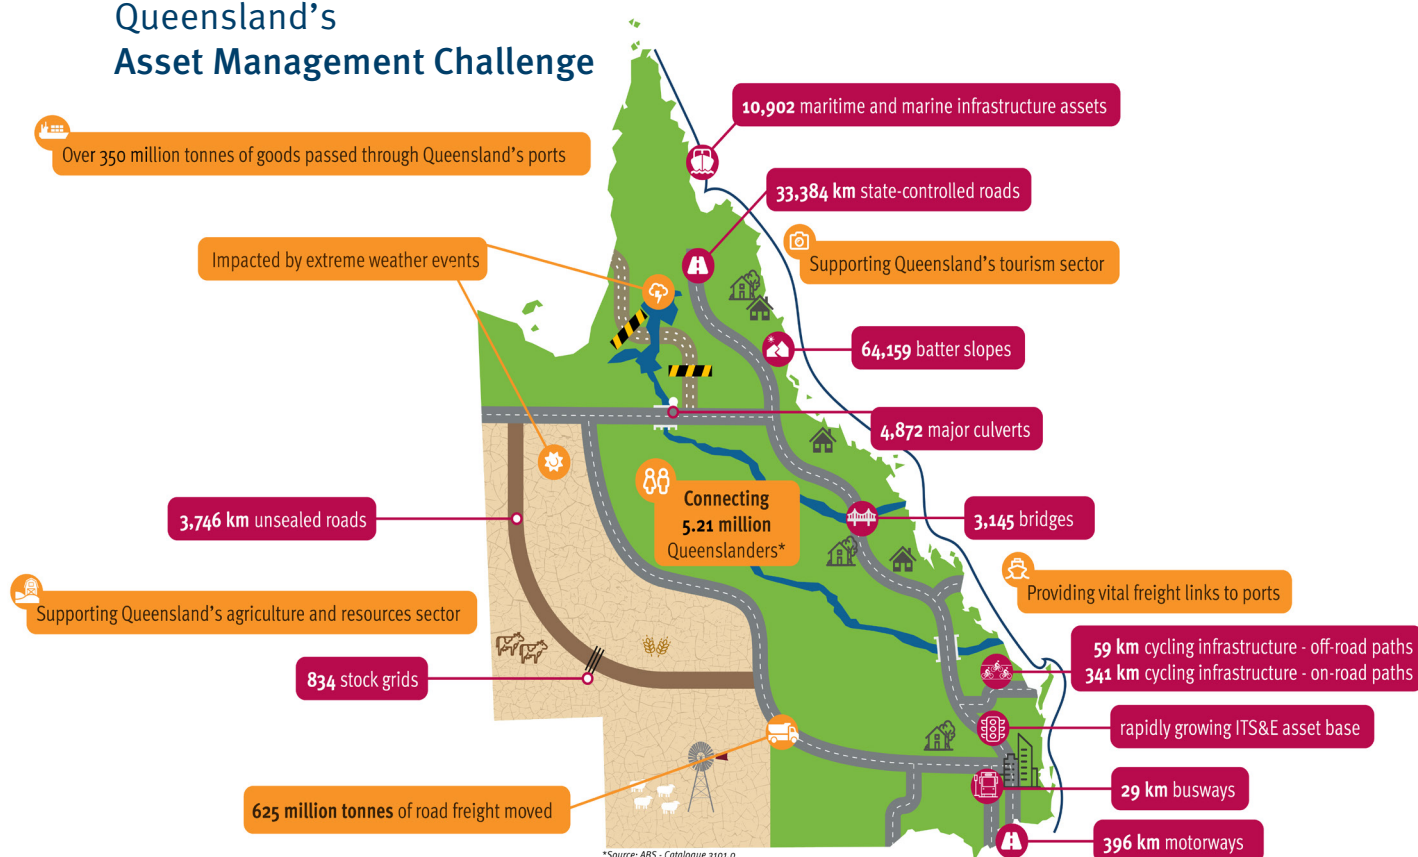 Queensland's
Asset Management Challenge
10,902 maritime and marine infrastructure assets
Over 350 million tonnes of goods passed through Queensland's ports
33,384 km state-controlled roads
Impacted by extreme weather events
Supporting Queensland's tourism sector
64,159 batter slopes
4,872 major culverts
Connecting
5.21 million
Queenslanders*
3,746 km unsealed roads
3,145 bridges
Providing vital freight links to ports
Supporting Queensland's agriculture and resources sector
59 km cycling infrastructure - off-road paths
341 km cycling infrastructure - on-road paths
834 stock grids
rapidly growing ITS&E asset base
29 km busways
625 million tonnes of road freight moved
396 km motorways
*Source: ABS - Catalogue 3101.0